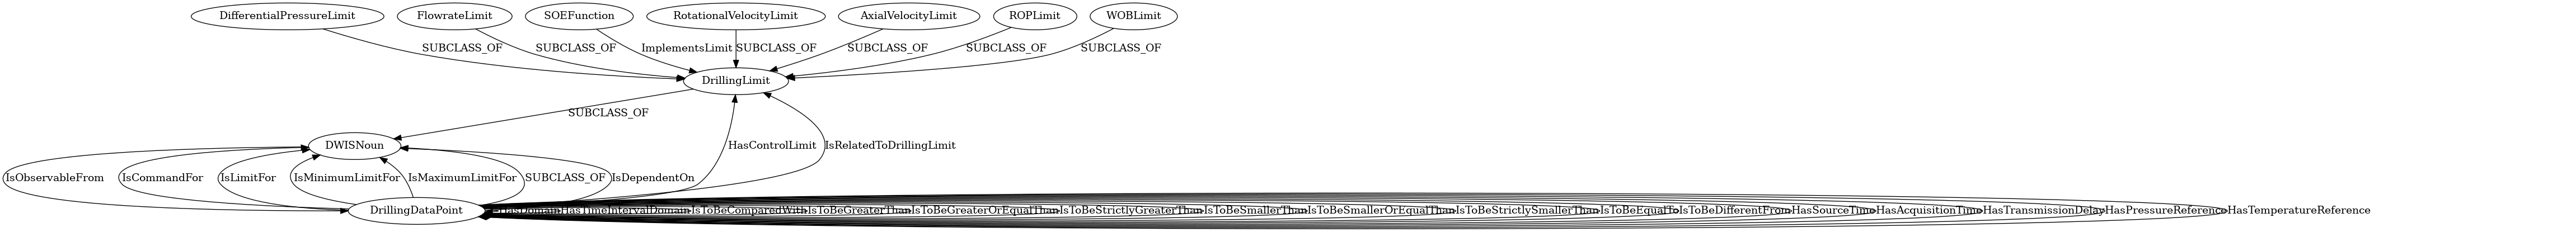 DifferentialPressureLimit FlowrateLimit SOEFunction RotationalVelocityLimit AxialVelocityLimit ROPLimit WOBLimit
SUBCLASS_OF SUBCLASS_OF ImplementsLimit SUBCLASS_OF SUBCLASS_OF SUBCLASS_OF SUBCLASS_OF
DrillingLimit
SUBCLASS_OF
DWISNoun HasControlLimit IsRelatedToDrillingLimit
IsObservableFrom IsCommandFor IsLimitFor IsMinimumLimitFor IsMaximumLimitFor SUBCLASS_OF IsDependentOn
DrillingDataPoint HasDomain HasTimeIntervalDomain IsToBeComparedWith IsToBeGreaterThan IsToBeGreaterOrEqualThan IsToBeStrictlyGreaterThan IsToBeSmallerThan IsToBeSmallerOrEqualThan IsToBeStrictlySmallerThan IsToBeEqualTo IsToBeDifferentFrom HasSourceTime HasAcquisitionTime HasTransmissionDelay HasPressureReference HasTemperatureReference